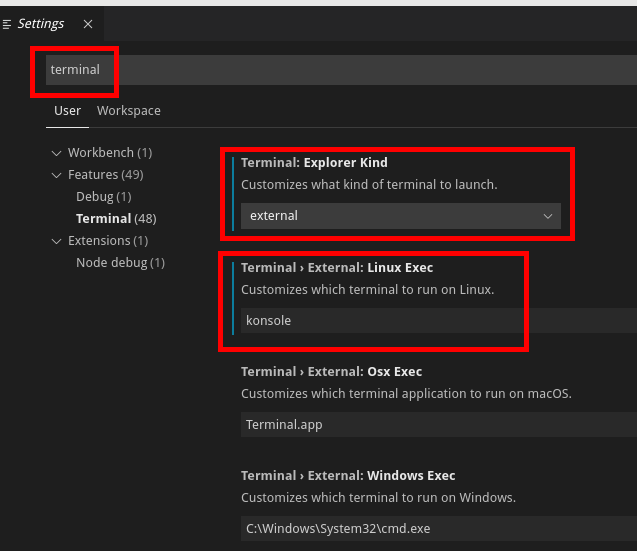 Settings
terminal
User Workspace
Workbench (1)
Features (49)
Debug (1)
Terminal (48)
Extensions (1)
Node debug (1)
Terminal: Explorer Kind
Customizes what kind of terminal to launch.
external
Terminal › External: Linux Exec
Customizes which terminal to run on Linux.
konsole
Terminal › External: Osx Exec
Customizes which terminal application to run on macOS.
Terminal.app
Terminal › External: Windows Exec
Customizes which terminal to run on Windows.
C:\Windows\System32\cmd.exe